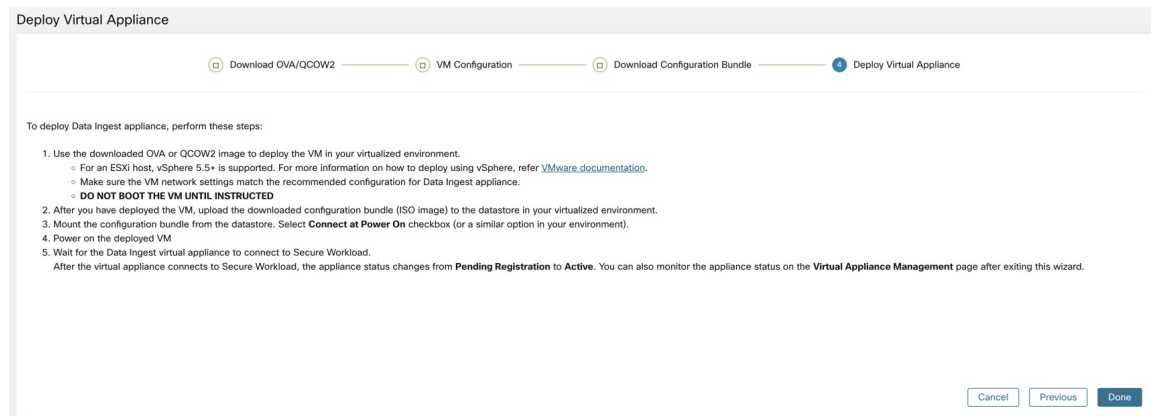 Deploy Virtual Appliance
Download OVA/QCOW2
VM Configuration
Download Configuration Bundle
4 Deploy Virtual Appliance
To deploy Data Ingest appliance, perform these steps:
1. Use the downloaded OVA or QCOW2 image to deploy the VM in your virtualized environment.
○ For an ESXi host, vSphere 5.5+ is supported. For more information on how to deploy using vSphere, refer VMware documentation.
○ Make sure the VM network settings match the recommended configuration for Data Ingest appliance.
○ DO NOT BOOT THE VM UNTIL INSTRUCTED
2. After you have deployed the VM, upload the downloaded configuration bundle (ISO image) to the datastore in your virtualized environment.
3. Mount the configuration bundle from the datastore. Select Connect at Power On checkbox (or a similar option in your environment).
4. Power on the deployed VM
5. Wait for the Data Ingest virtual appliance to connect to Secure Workload.
After the virtual appliance connects to Secure Workload, the appliance status changes from Pending Registration to Active. You can also monitor the appliance status on the Virtual Appliance Management page after exiting this wizard.
Cancel
Previous
Done